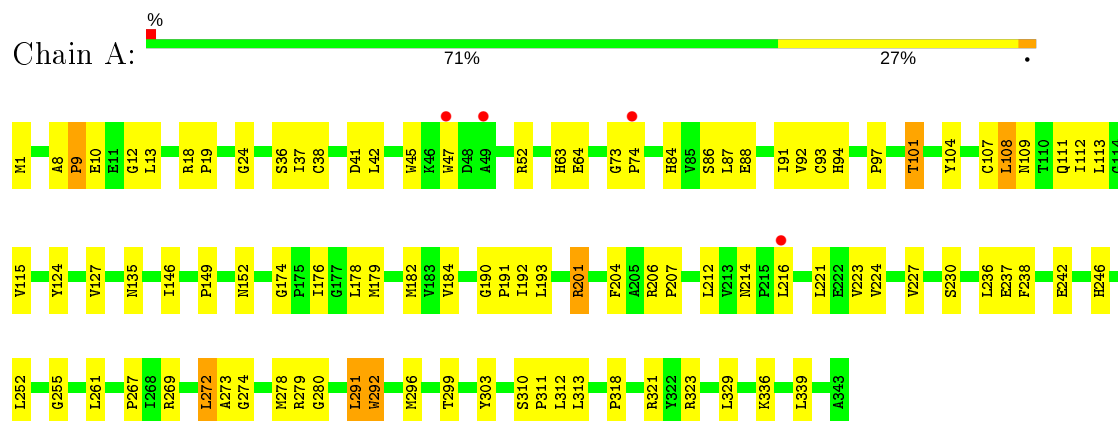 %
Chain A:
71% 27% •
M1 A8 P9 E10 E11 G12 L13 R18 P19 G24 S36 I37 C38 D41 L42 W45 K46 W47 D48 A49 R52 H63 E64 G73 P74 H84 V85 S86 L87 E88 I91 V92 C93 H94 P97 T101 Y104 C107 L108 N109 T110 Q111 I112 L113 G114
V115 Y124 V127 N135 I146 P149 N152 G174 P175 I176 G177 L178 M179 M182 V183 V184 G190 P191 I192 L193 R201 F204 A205 R206 P207 L212 V213 N214 P215 L216 L221 E222 V223 V224 V227 S230 L236 E237 F238 E242 H246
L252 G255 L261 P267 I268 R269 L272 A273 G274 M278 R279 G280 L291 W292 M296 T299 Y303 S310 P311 L312 L313 P318 R321 Y322 R323 L329 K336 L339 A343